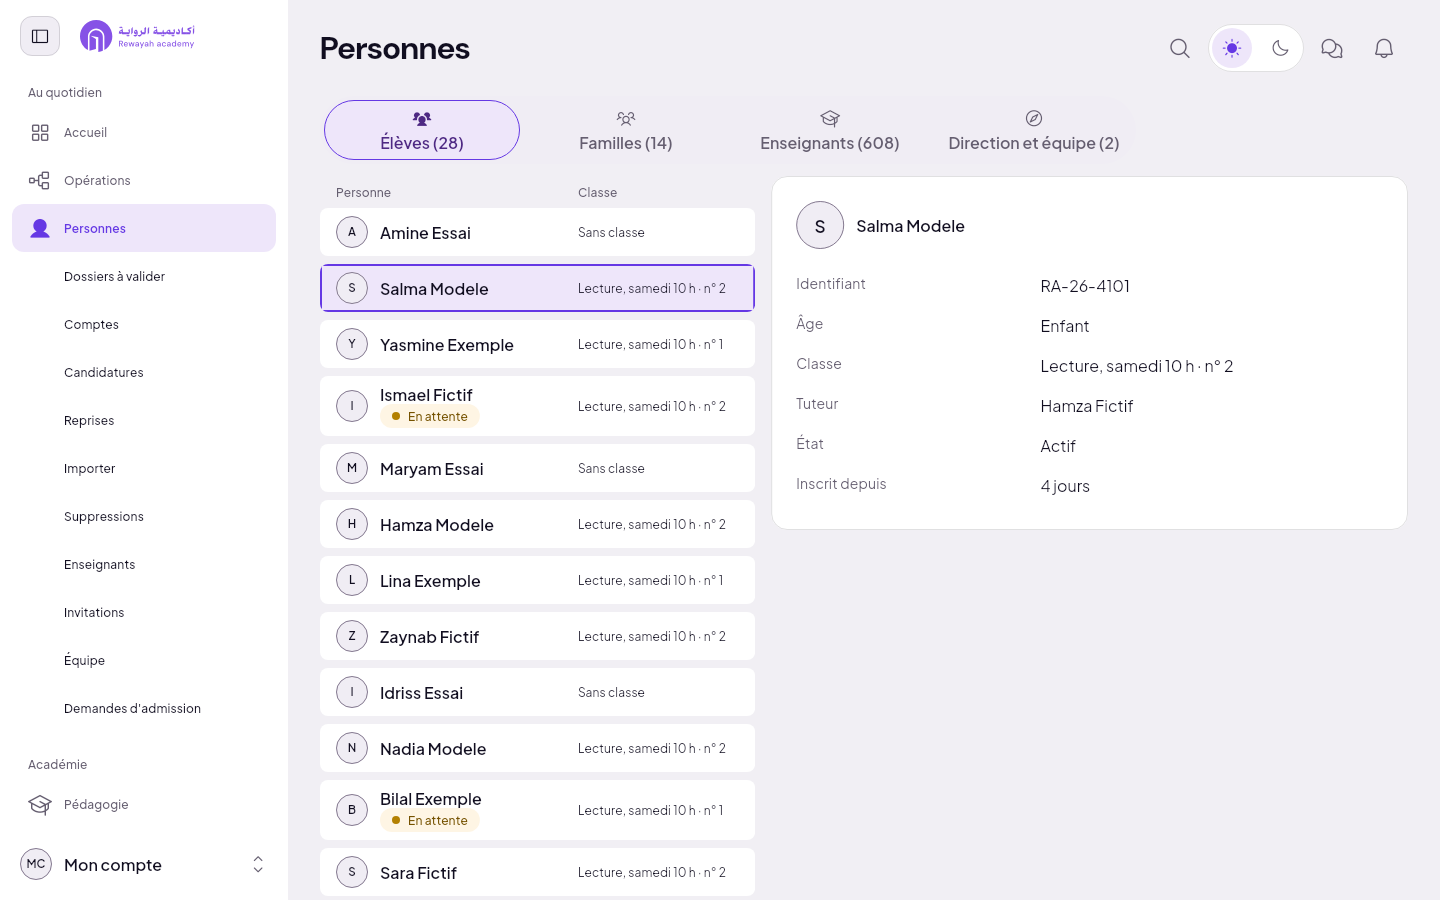 أكاديمية الرواية
Rewayah academy
Au quotidien
Accueil
Opérations
Personnes
Dossiers à valider
Comptes
Candidatures
Reprises
Importer
Suppressions
Enseignants
Invitations
Équipe
Demandes d'admission
Académie
Pédagogie
MC Mon compte
Personnes
Élèves (28)
Familles (14)
Enseignants (608)
Direction et équipe (2)
Personne Classe
A Amine Essai Sans classe
S Salma Modele Lecture, samedi 10 h · n° 2
Y Yasmine Exemple Lecture, samedi 10 h · n° 1
I Ismael Fictif Lecture, samedi 10 h · n° 2
En attente
M Maryam Essai Sans classe
H Hamza Modele Lecture, samedi 10 h · n° 2
L Lina Exemple Lecture, samedi 10 h · n° 1
Z Zaynab Fictif Lecture, samedi 10 h · n° 2
I Idriss Essai Sans classe
N Nadia Modele Lecture, samedi 10 h · n° 2
B Bilal Exemple Lecture, samedi 10 h · n° 1
En attente
S Sara Fictif Lecture, samedi 10 h · n° 2
S Salma Modele
Identifiant RA-26-4101
Âge Enfant
Classe Lecture, samedi 10 h · n° 2
Tuteur Hamza Fictif
État Actif
Inscrit depuis 4 jours